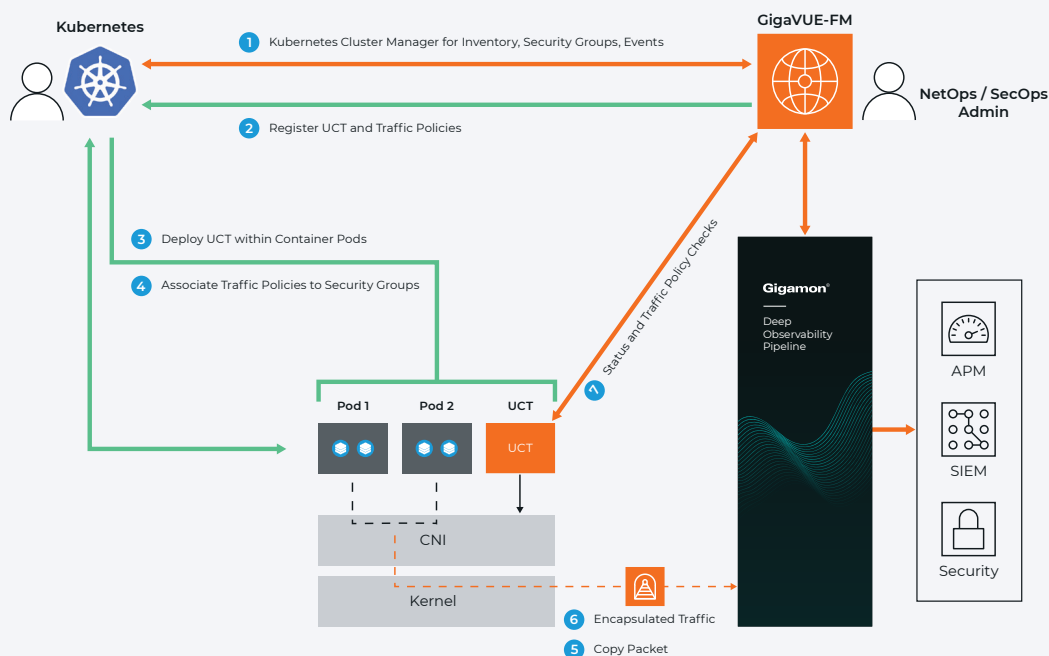 Kubernetes
GigaVUE-FM
1 Kubernetes Cluster Manager for Inventory, Security Groups, Events
NetOps / SecOps
Admin
2 Register UCT and Traffic Policies
3 Deploy UCT within Container Pods
4 Associate Traffic Policies to Security Groups
7 Status and Traffic Policy Checks
Gigamon®
Deep
Observability
Pipeline
APM
SIEM
Security
Pod 1
Pod 2
UCT
UCT
CNI
Kernel
6 Encapsulated Traffic
5 Copy Packet